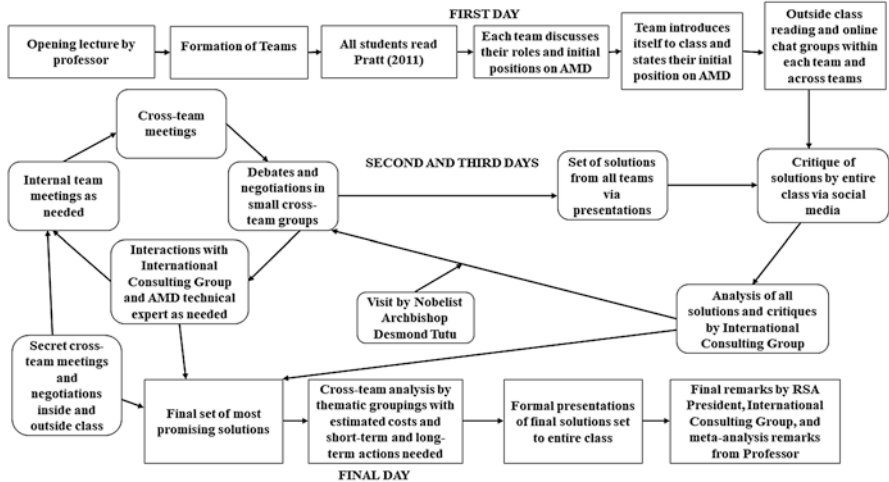 FIRST DAY
Opening lecture by
professor
Formation of Teams
All students read
Pratt (2011)
Each team discusses
their roles and initial
positions on AMD
Team introduces
itself to class and
states their initial
position on AMD
Outside class
reading and online
chat groups within
each team and
across teams
Cross-team
meetings
Internal team
meetings as
needed
Debates and
negotiations in
small cross-
team groups
SECOND AND THIRD DAYS
Set of solutions
from all teams
via
presentations
Critique of
solutions by entire
class via social
media
Interactions with
International
Consulting Group
and AMD technical
expert as needed
Visit by Nobelist
Archbishop
Desmond Tutu
Analysis of all
solutions and critiques
by International
Consulting Group
Secret cross-
team meetings
and
negotiations
inside and
outside class
Final set of most
promising solutions
Cross-team analysis by
thematic groupings with
estimated costs and
short-term and long-
term actions needed
Formal presentations
of final solutions set
to entire class
Final remarks by RSA
President, International
Consulting Group, and
meta-analysis remarks
from Professor
FINAL DAY